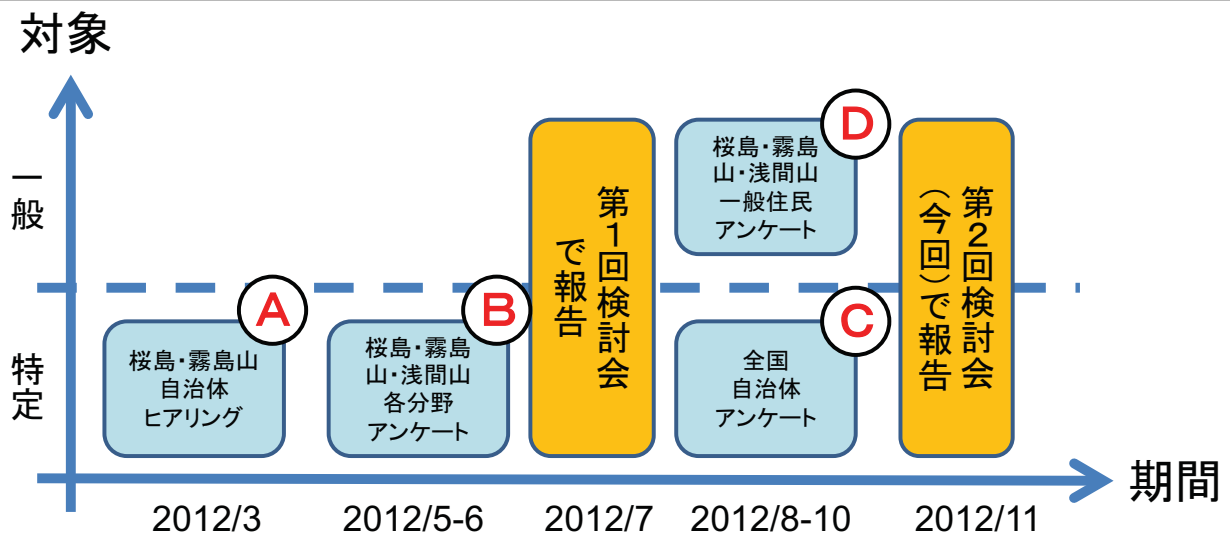 対象
一般
特定
A
桜島・霧島山
自治体
ヒアリング
B
桜島・霧島
山・浅間山
各分野
アンケート
第1回検討会
で報告
D
桜島・霧島
山・浅間山
一般住民
アンケート
C
全国
自治体
アンケート
第2回検討会
(今回)で報告
期間
2012/3
2012/5-6
2012/7
2012/8-10
2012/11